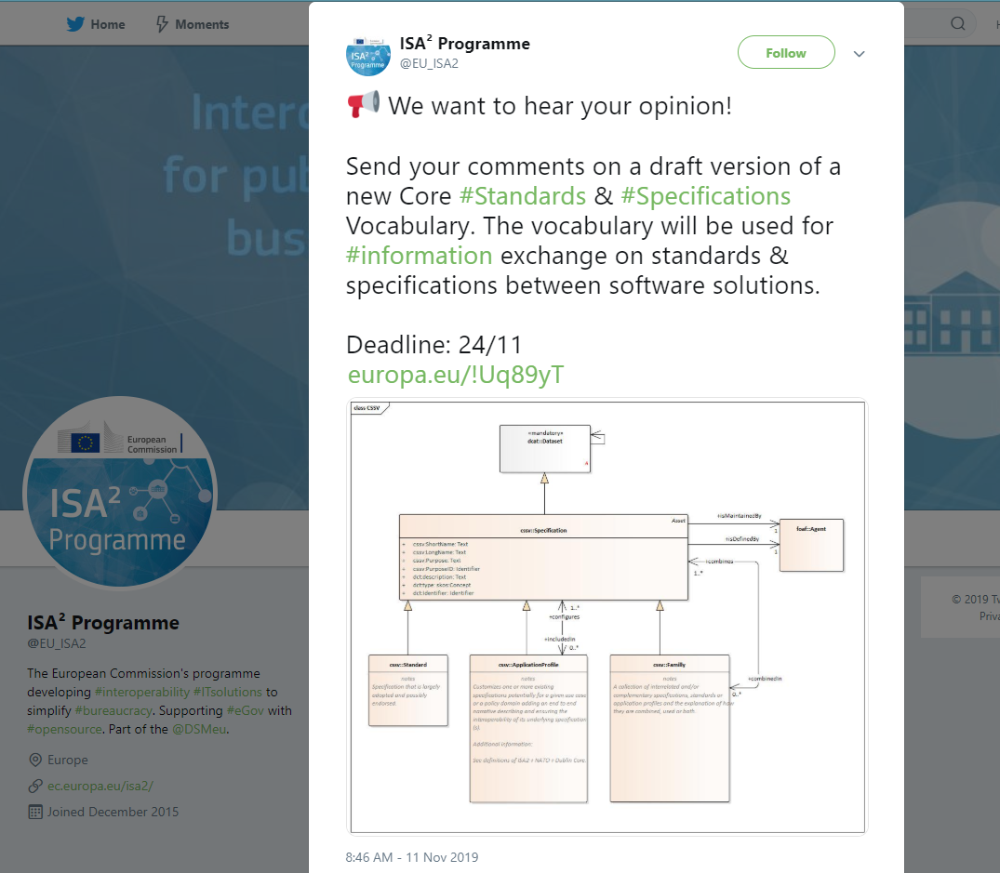 Home
Moments
Interc
for pub
bus
European
Commission
ISA²
Programme
ISA² Programme
@EU_ISA2
The European Commission's programme
developing #interoperability #ITsolutions to
simplify #bureaucracy. Supporting #eGov with
#opensource. Part of the @DSMeu.
Europe
ec.europa.eu/isa2/
Joined December 2015
ISA²
Programme
ISA² Programme
@EU_ISA2
Follow
We want to hear your opinion!
Send your comments on a draft version of a
new Core #Standards & #Specifications
Vocabulary. The vocabulary will be used for
#information exchange on standards &
specifications between software solutions.
Deadline: 24/11
europa.eu/!Uq89yT
class CSSV
«mandatory»
dcat::Dataset
A
Asset
cssv::Specification
+ cssv:ShortName: Text
+ cssv:LongName: Text
+ cssv:Purpose: Text
+ cssv:PurposeID: Identifier
+ dct:description: Text
+ dct:type: skos:Concept
+ dct:identifier: Identifier
+isMaintainedBy
1
+isDefinedBy
1
foaf::Agent
+combines
1..*
1..*
+configures
+includedIn
0..*
+combinedIn
0..*
cssv::Standard
notes
Specification that is largely
adopted and possibly
endorsed.
cssv::ApplicationProfile
notes
Customizes one or more existing
specifications potentially for a given use case
or a policy domain adding an end to end
narrative describing and ensuring the
interoperability of its underlying specification
(s).
Additional information:
See definitions of ISA2 + NATO + Dublin Core.
cssv::Familly
notes
A collection of interrelated and/or
complementary specifications, standards or
application profiles and the explanation of how
they are combined, used or both.
8:46 AM - 11 Nov 2019
© 2019 Tw
Priva